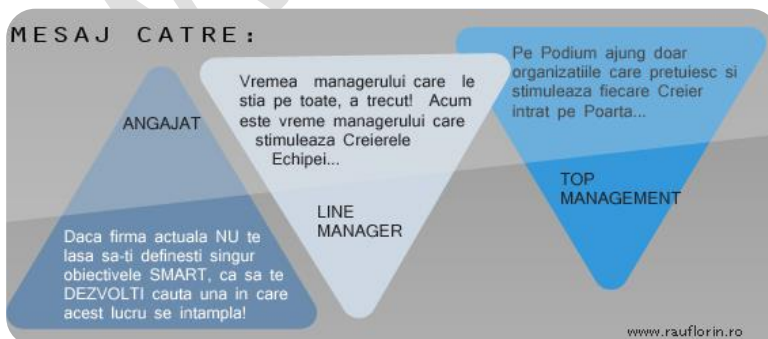 MESAJ CATRE:
ANGAJAT
Daca firma actuala NU te
lasa sa-ti definesti singur
obiectivele SMART, ca sa te
DEZVOLTI cauta una in care
acest lucru se intampla!
Vremea managerului care le
stia pe toate, a trecut! Acum
este vreme managerului care
stimuleaza Creierele
Echipei...
LINE
MANAGER
Pe Podium ajung doar
organizatiile care pretuiesc si
stimuleaza fiecare Creier
intrat pe Poarta...
TOP
MANAGEMENT
www.rauflorin.ro